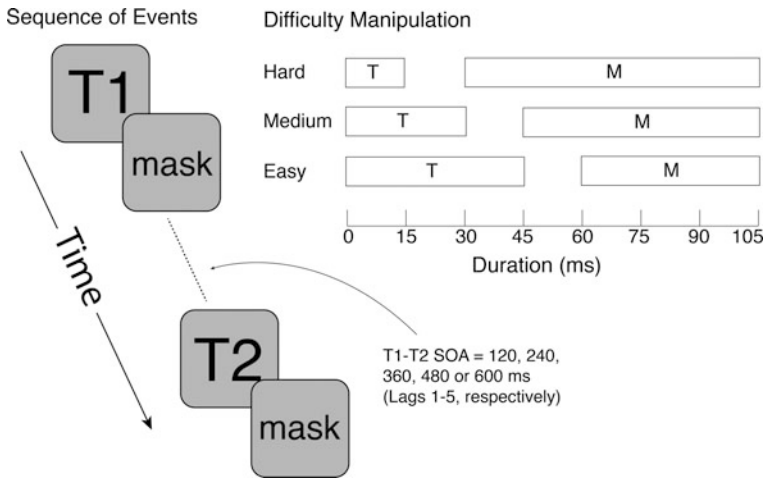 Sequence of Events
T1
mask
Time
T2
mask
Difficulty Manipulation
Hard T M
Medium T M
Easy T M
0 15 30 45 60 75 90 105
Duration (ms)
T1-T2 SOA = 120, 240,
360, 480 or 600 ms
(Lags 1-5, respectively)